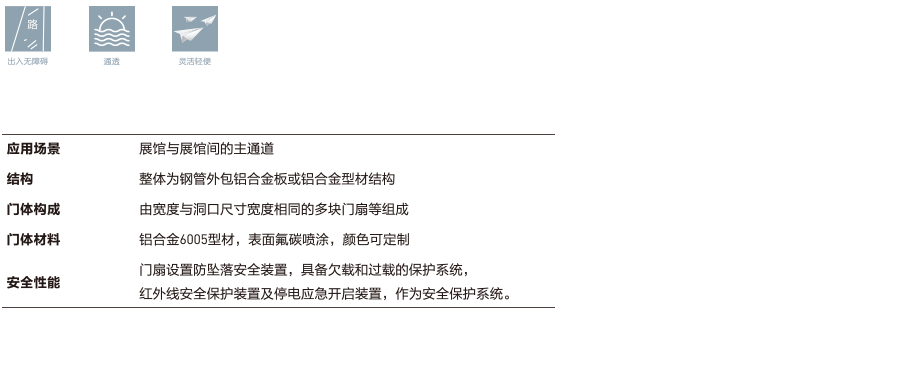 路
出入无障碍 通透 灵活轻便
应用场景 展馆与展馆间的主通道
结构 整体为钢管外包铝合金板或铝合金型材结构
门体构成 由宽度与洞口尺寸宽度相同的多块门扇等组成
门体材料 铝合金6005型材，表面氟碳喷涂，颜色可定制
安全性能 门扇设置防坠落安全装置，具备欠载和过载的保护系统，
红外线安全保护装置及停电应急开启装置，作为安全保护系统。